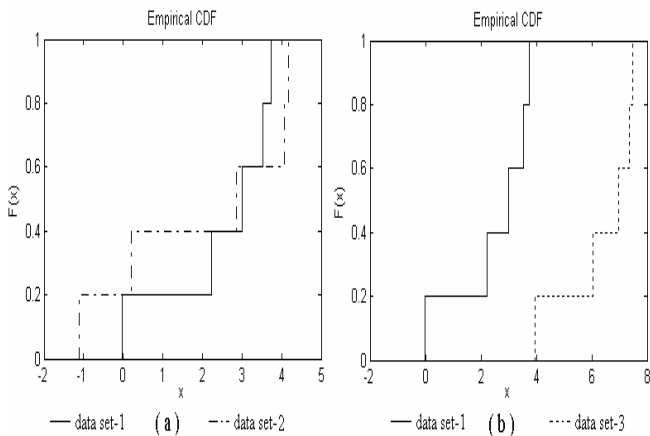 Empirical CDF
1
0.8
0.6
0.4
0.2
0
F(x)
-2 -1 0 1 2 3 4 5
x
data set-1 (a) data set-2
Empirical CDF
1
0.8
0.6
0.4
0.2
0
F(x)
-2 0 2 4 6 8
x
data set-1 (b) data set-3